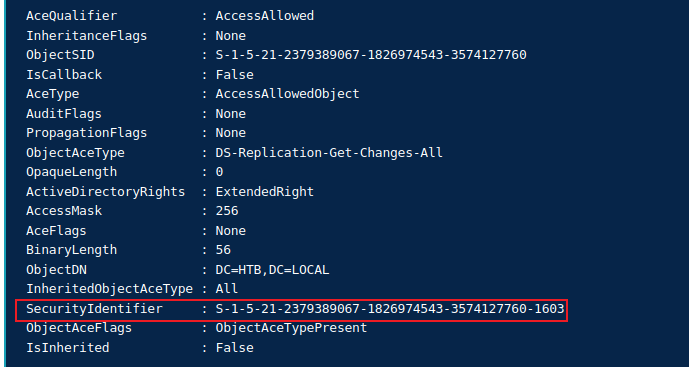 AceQualifier           : AccessAllowed
InheritanceFlags       : None
ObjectSID              : S-1-5-21-2379389067-1826974543-3574127760
IsCallback             : False
AceType                : AccessAllowedObject
AuditFlags             : None
PropagationFlags       : None
ObjectAceType          : DS-Replication-Get-Changes-All
OpaqueLength           : 0
ActiveDirectoryRights  : ExtendedRight
AccessMask             : 256
AceFlags               : None
BinaryLength           : 56
ObjectDN               : DC=HTB,DC=LOCAL
InheritedObjectAceType : All
SecurityIdentifier     : S-1-5-21-2379389067-1826974543-3574127760-1603
ObjectAceFlags         : ObjectAceTypePresent
IsInherited            : False